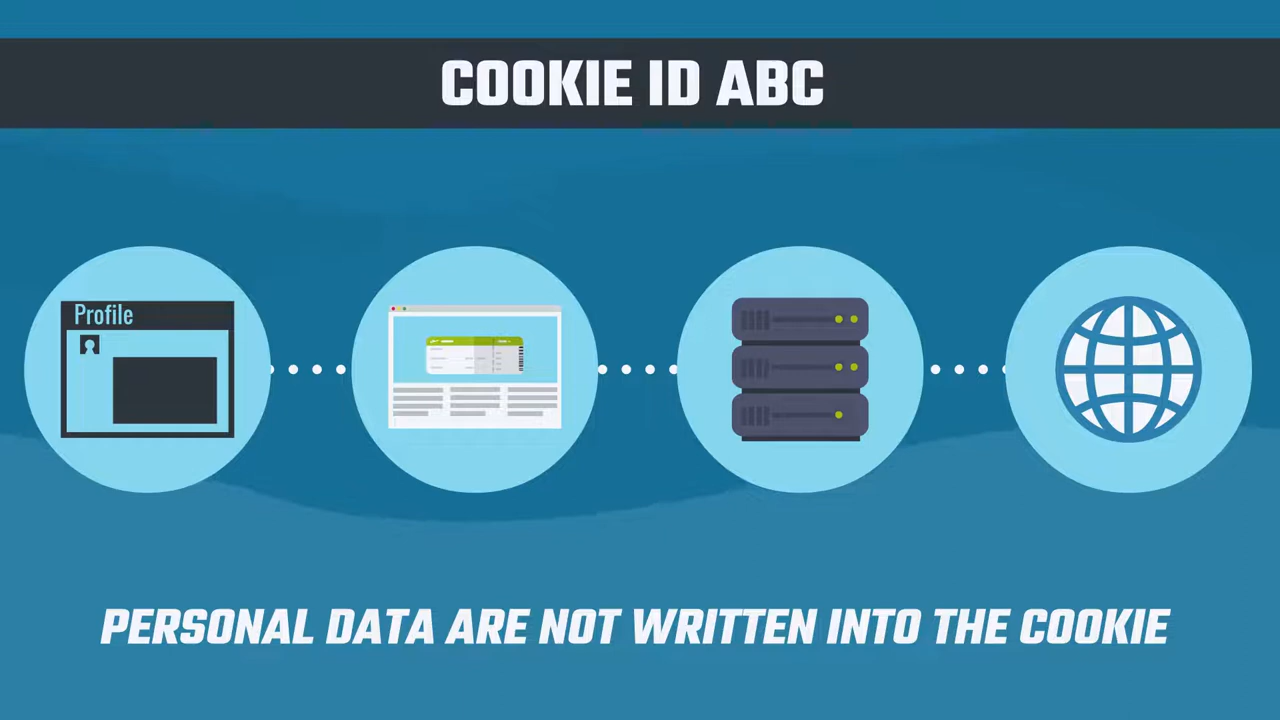 COOKIE ID ABC
Profile
PERSONAL DATA ARE NOT WRITTEN INTO THE COOKIE